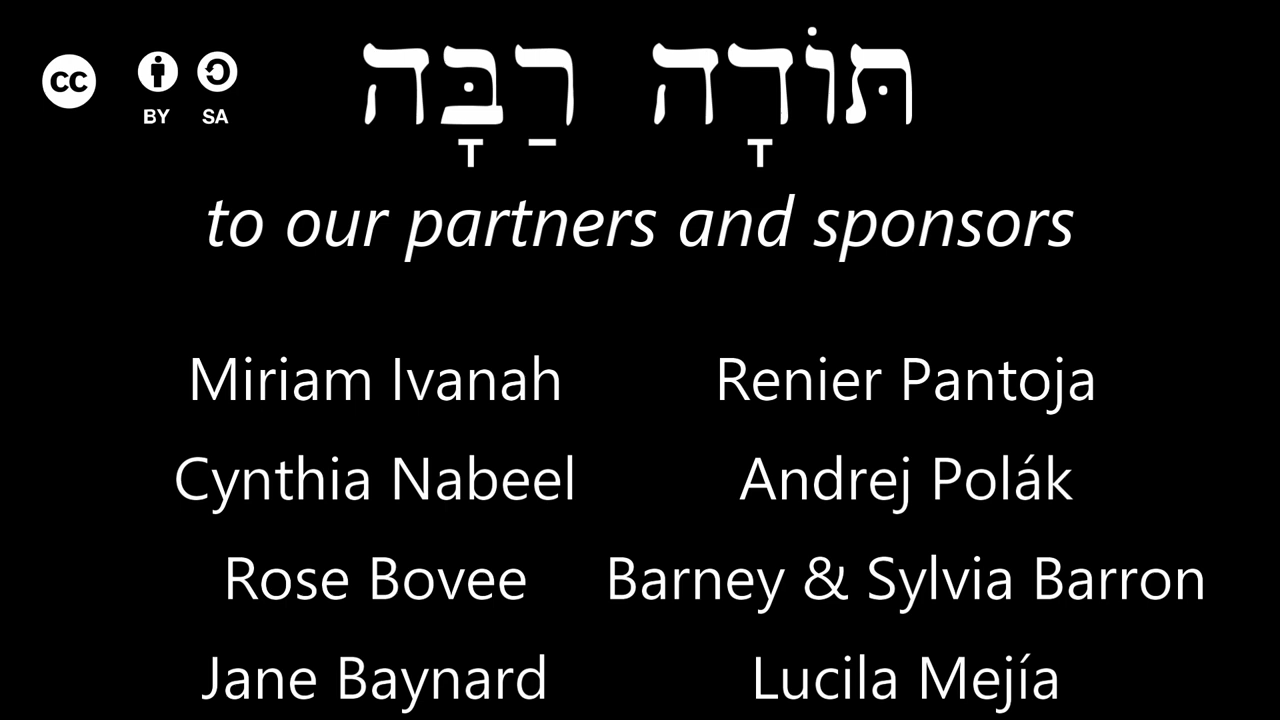 תּוֹדָה רַבָּה
cc
BY SA
to our partners and sponsors
Miriam Ivanah
Renier Pantoja
Cynthia Nabeel
Andrej Polák
Rose Bovee
Barney & Sylvia Barron
Jane Baynard
Lucila Mejía